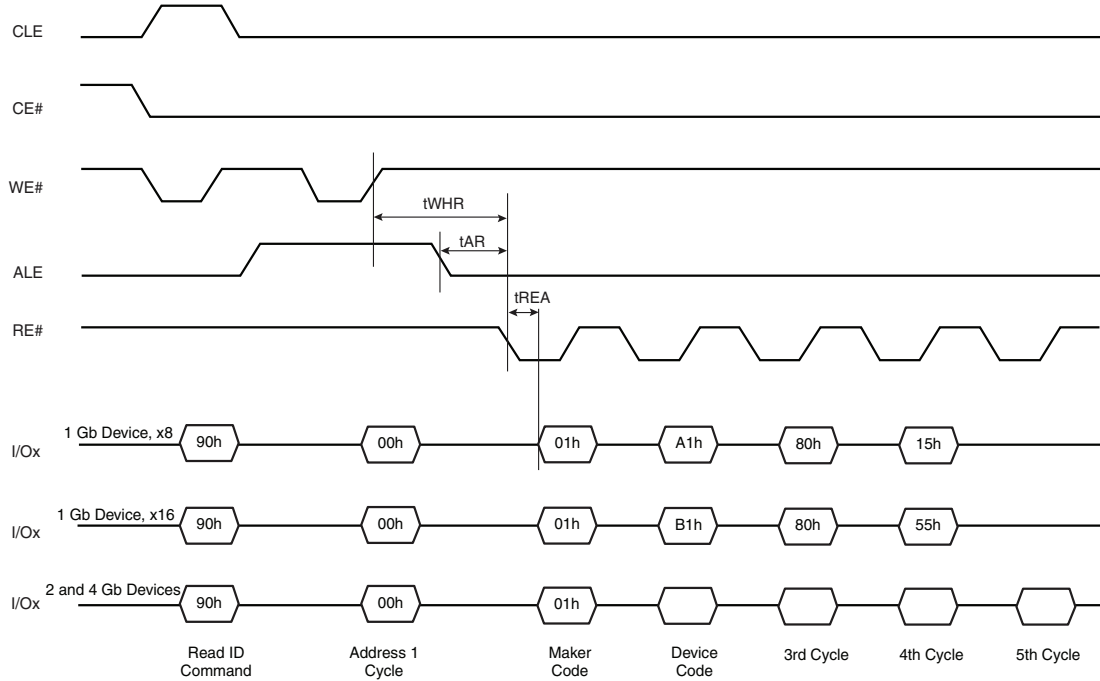 CLE
CE#
WE#
tWHR
tAR
ALE
tREA
RE#
1 Gb Device, x8
I/Ox
90h
00h
01h
A1h
80h
15h
1 Gb Device, x16
I/Ox
90h
00h
01h
B1h
80h
55h
2 and 4 Gb Devices
I/Ox
90h
00h
01h
Read ID
Command
Address 1
Cycle
Maker
Code
Device
Code
3rd Cycle
4th Cycle
5th Cycle